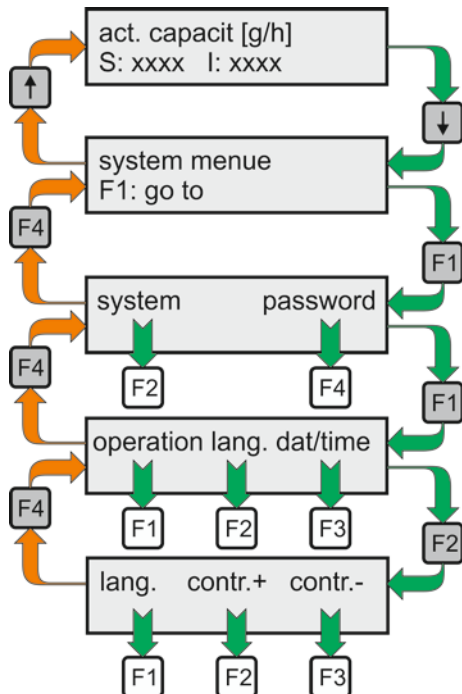 act. capacit [g/h]
S: xxxx I: xxxx
↑
↓
system menue
F1: go to
F4
F1
system password
F4
F2 F4
F1
operation lang. dat/time
F4
F1 F2 F3
F2
lang. contr.+ contr.-
F1 F2 F3